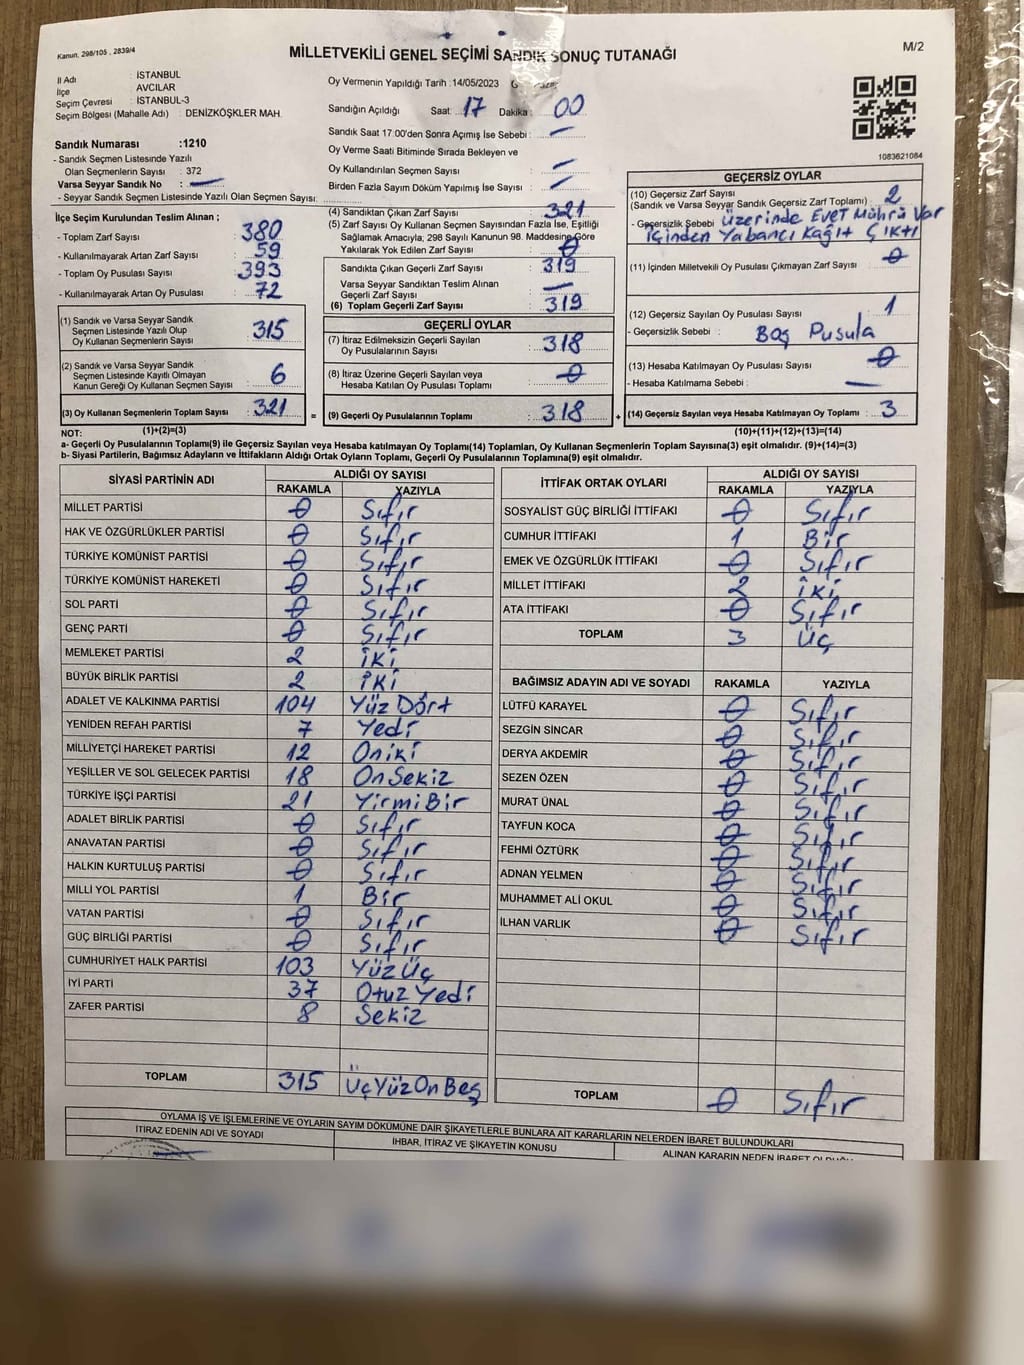 Kanun, 298/105 , 2839/4
MİLLETVEKİLİ GENEL SEÇİMİ SANDIK SONUÇ TUTANAĞI
M/2
İl Adı : İSTANBUL
İlçe AVCILAR
Seçim Çevresi : İSTANBUL-3
Seçim Bölgesi (Mahalle Adı) : DENİZKÖŞKLER MAH.
Sandık Numarası :1210
- Sandık Seçmen Listesinde Yazılı
Olan Seçmenlerin Sayısı : 372
Varsa Seyyar Sandık No : —
- Seyyar Sandık Seçmen Listesinde Yazılı Olan Seçmen Sayısı:
Oy Vermenin Yapıldığı Tarih :14/05/2023
Sandığın Açıldığı Saat: 17 Dakika: 00
Sandık Saat 17:00'den Sonra Açımış İse Sebebi : —
Oy Verme Saati Bitiminde Sırada Bekleyen ve
Oy Kullandırılan Seçmen Sayısı : —
Birden Fazla Sayım Döküm Yapılmış İse Sayısı : —
1083621084
İlçe Seçim Kurulundan Teslim Alınan ;
- Toplam Zarf Sayısı : 380
- Kullanılmayarak Artan Zarf Sayısı : 59
- Toplam Oy Pusulası Sayısı : 393
- Kullanılmayarak Artan Oy Pusulası : 72
(1) Sandık ve Varsa Seyyar Sandık
Seçmen Listesinde Yazılı Olup
Oy Kullanan Seçmenlerin Sayısı : 315
(2) Sandık ve Varsa Seyyar Sandık
Seçmen Listesinde Kayıtlı Olmayan
Kanun Gereği Oy Kullanan Seçmen Sayısı : 6
(3) Oy Kullanan Seçmenlerin Toplam Sayısı : 321 =
(4) Sandıktan Çıkan Zarf Sayısı : 321
(5) Zarf Sayısı Oy Kullanan Seçmen Sayısından Fazla İse, Eşitliği
Sağlamak Amacıyla, 298 Sayılı Kanunun 98. Maddesine Göre
Yakılarak Yok Edilen Zarf Sayısı : 0
Sandıkta Çıkan Geçerli Zarf Sayısı : 319
Varsa Seyyar Sandıktan Teslim Alınan
Geçerli Zarf Sayısı : —
(6) Toplam Geçerli Zarf Sayısı : 319
GEÇERLİ OYLAR
(7) İtiraz Edilmeksizin Geçerli Sayılan
Oy Pusulalarının Sayısı : 318
(8) İtiraz Üzerine Geçerli Sayılan veya
Hesaba Katılan Oy Pusulası Toplamı : 0
(9) Geçerli Oy Pusulalarının Toplamı : 318 +
GEÇERSİZ OYLAR
(10) Geçersiz Zarf Sayısı
(Sandık ve Varsa Seyyar Sandık Geçersiz Zarf Toplamı) : 2
- Geçersizlik Sebebi : Üzerinde Evet Mührü Var
İçinden Yabancı Kağıt Çıktı
(11) İçinden Milletvekili Oy Pusulası Çıkmayan Zarf Sayısı : 0
(12) Geçersiz Sayılan Oy Pusulası Sayısı : 1
- Geçersizlik Sebebi : Boş Pusula
(13) Hesaba Katılmayan Oy Pusulası Sayısı : 0
- Hesaba Katılmama Sebebi : —
(14) Geçersiz Sayılan veya Hesaba Katılmayan Oy Toplamı : 3
NOT: (1)+(2)=(3) (10)+(11)+(12)+(13)=(14)
a- Geçerli Oy Pusulalarının Toplamı(9) ile Geçersiz Sayılan veya Hesaba katılmayan Oy Toplamı(14) Toplamları, Oy Kullanan Seçmenlerin Toplam Sayısına(3) eşit olmalıdır. (9)+(14)=(3)
b- Siyasi Partilerin, Bağımsız Adayların ve İttifakların Aldığı Ortak Oyların Toplamı, Geçerli Oy Pusulalarının Toplamına(9) eşit olmalıdır.
SİYASİ PARTİNİN ADI ALDIĞI OY SAYISI
RAKAMLA YAZIYLA
MİLLET PARTİSİ 0 Sıfır
HAK VE ÖZGÜRLÜKLER PARTİSİ 0 Sıfır
TÜRKİYE KOMÜNİST PARTİSİ 0 Sıfır
TÜRKİYE KOMÜNİST HAREKETİ 0 Sıfır
SOL PARTİ 0 Sıfır
GENÇ PARTİ 0 Sıfır
MEMLEKET PARTİSİ 2 İki
BÜYÜK BİRLİK PARTİSİ 2 İki
ADALET VE KALKINMA PARTİSİ 104 Yüz Dört
YENİDEN REFAH PARTİSİ 7 Yedi
MİLLİYETÇİ HAREKET PARTİSİ 12 Oniki
YEŞİLLER VE SOL GELECEK PARTİSİ 18 OnSekiz
TÜRKİYE İŞÇİ PARTİSİ 21 YirmiBir
ADALET BİRLİK PARTİSİ 0 Sıfır
ANAVATAN PARTİSİ 0 Sıfır
HALKIN KURTULUŞ PARTİSİ 0 Sıfır
MİLLİ YOL PARTİSİ 1 Bir
VATAN PARTİSİ 0 Sıfır
GÜÇ BİRLİĞİ PARTİSİ 0 Sıfır
CUMHURİYET HALK PARTİSİ 103 Yüz Üç
İYİ PARTİ 37 Otuz Yedi
ZAFER PARTİSİ 8 Sekiz
TOPLAM 315 ÜçYüzOnBeş
İTTİFAK ORTAK OYLARI ALDIĞI OY SAYISI
RAKAMLA YAZIYLA
SOSYALİST GÜÇ BİRLİĞİ İTTİFAKI 0 Sıfır
CUMHUR İTTİFAKI 1 Bir
EMEK VE ÖZGÜRLÜK İTTİFAKI 0 Sıfır
MİLLET İTTİFAKI 2 İki
ATA İTTİFAKI 0 Sıfır
TOPLAM 3 Üç
BAĞIMSIZ ADAYIN ADI VE SOYADI RAKAMLA YAZIYLA
LÜTFÜ KARAYEL 0 Sıfır
SEZGİN SİNCAR 0 Sıfır
DERYA AKDEMİR 0 Sıfır
SEZEN ÖZEN 0 Sıfır
MURAT ÜNAL 0 Sıfır
TAYFUN KOCA 0 Sıfır
FEHMİ ÖZTÜRK 0 Sıfır
ADNAN YELMEN 0 Sıfır
MUHAMMET ALİ OKUL 0 Sıfır
İLHAN VARLIK 0 Sıfır
TOPLAM 0 Sıfır
OYLAMA İŞ VE İŞLEMLERİNE VE OYLARIN SAYIM DÖKÜMÜNE DAİR ŞİKAYETLERLE BUNLARA AİT KARARLARIN NELERDEN İBARET BULUNDUKLARI
İTİRAZ EDENİN ADI VE SOYADI İHBAR, İTİRAZ VE ŞİKAYETİN KONUSU ALINAN KARARIN NEDEN İBARET OLDUĞU